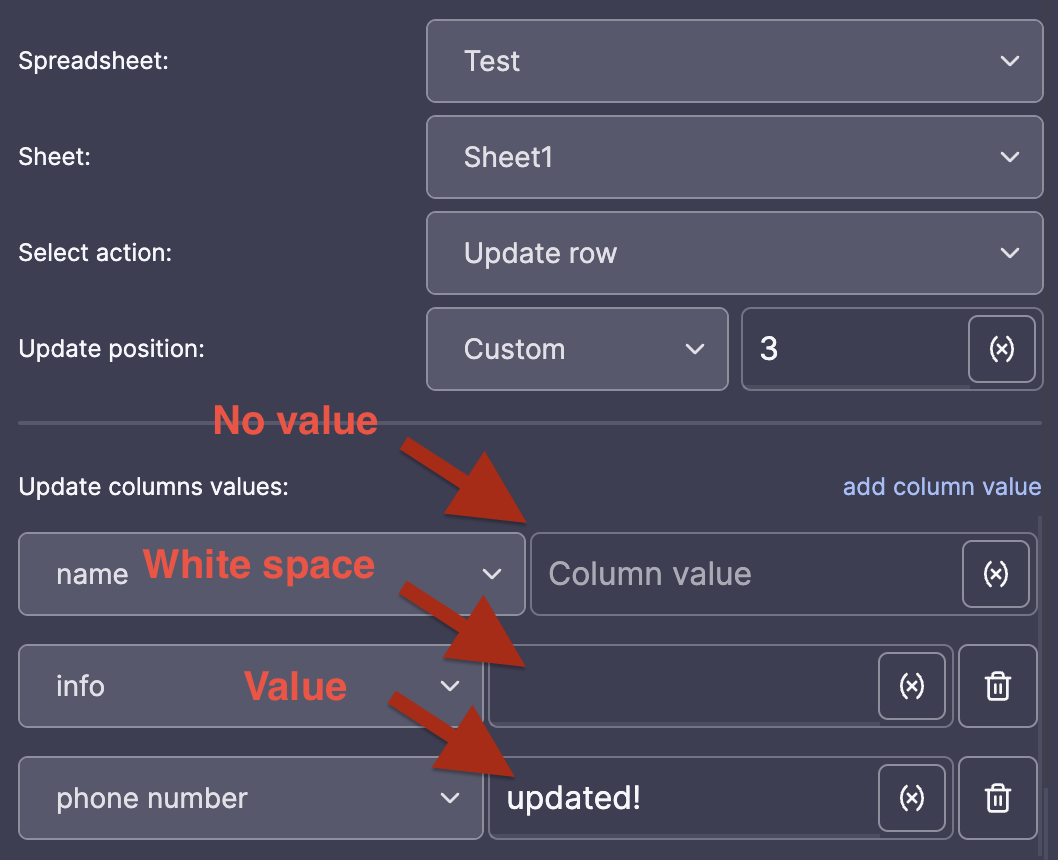 Spreadsheet: Test
Sheet: Sheet1
Select action: Update row
Update position: Custom 3 (x)
No value
Update columns values: add column value
name White space Column value (x)
info Value (x)
phone number updated! (x)